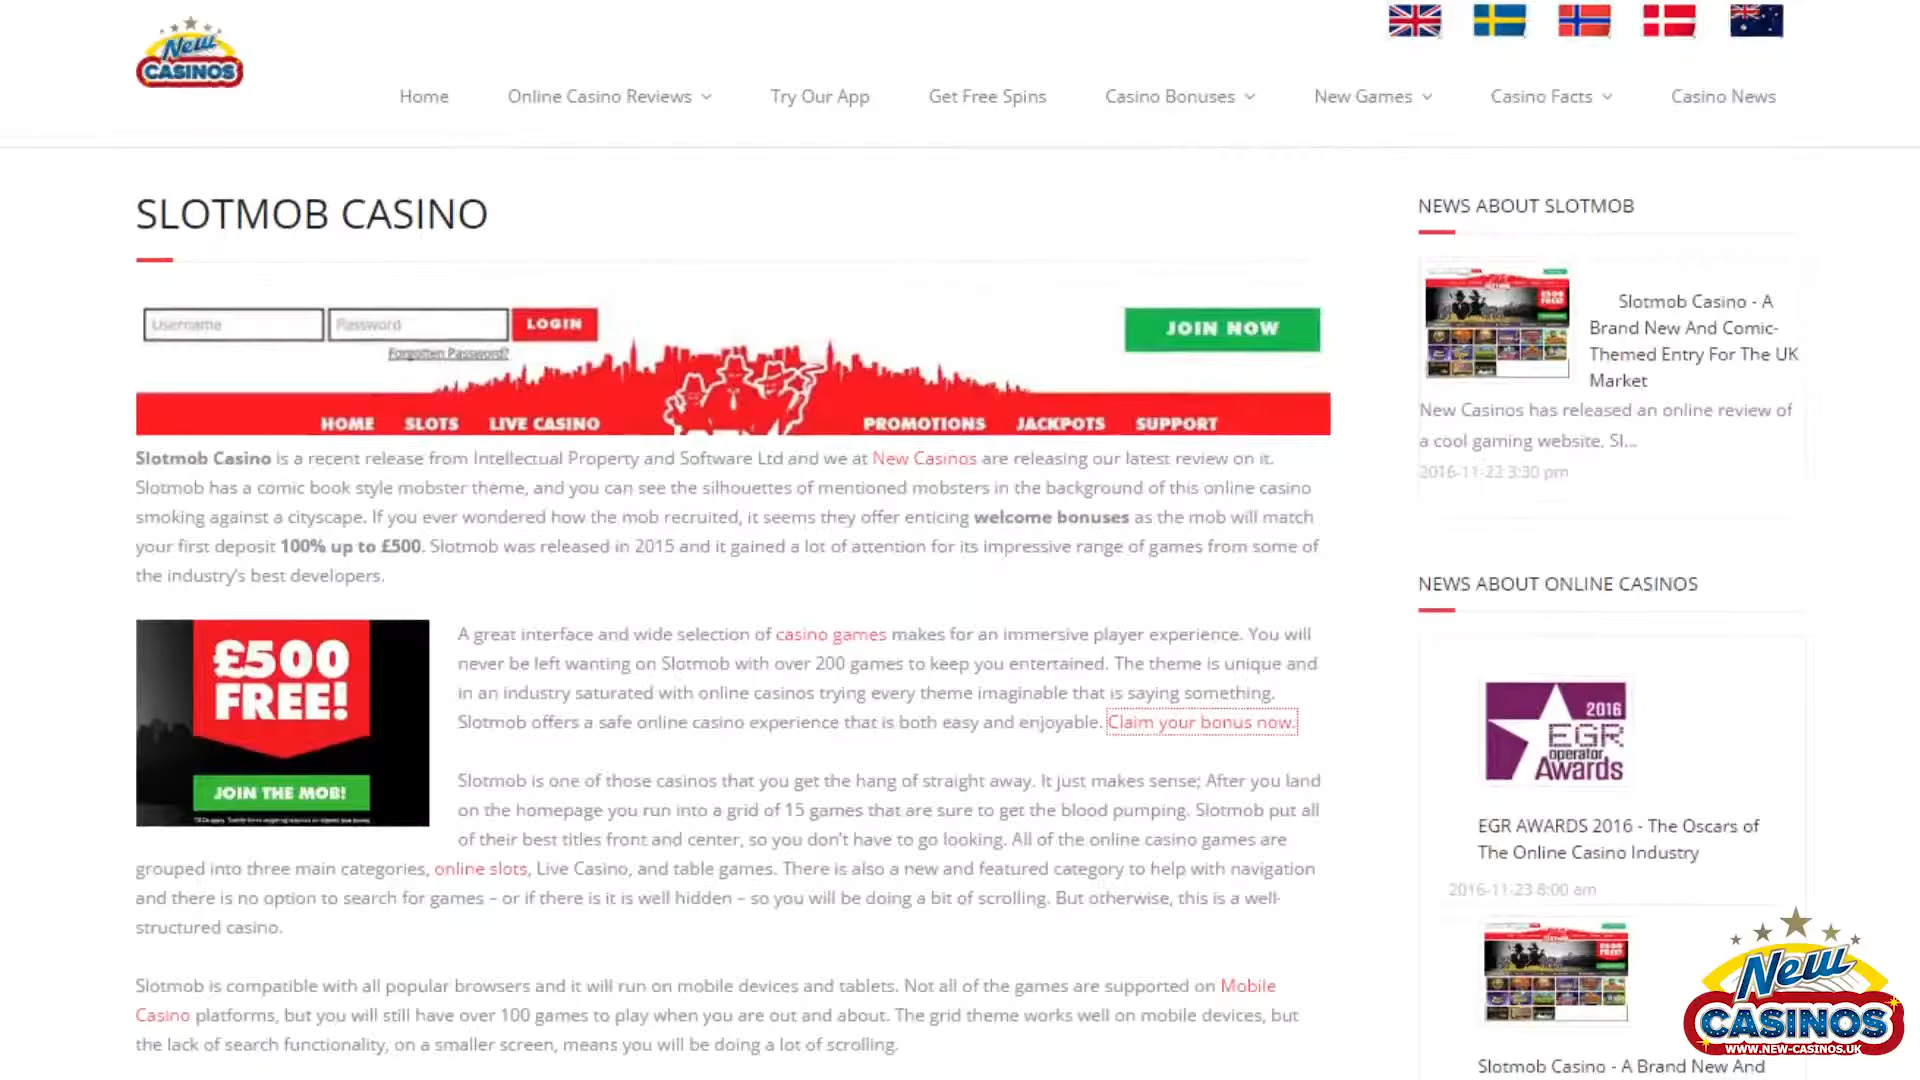 New
CASINOS
Home
Online Casino Reviews
Try Our App
Get Free Spins
Casino Bonuses
New Games
Casino Facts
Casino News
SLOTMOB CASINO
Username
Password
LOGIN
Forgotten Password?
JOIN NOW
HOME
SLOTS
LIVE CASINO
PROMOTIONS
JACKPOTS
SUPPORT
Slotmob Casino is a recent release from Intellectual Property and Software Ltd and we at New Casinos are releasing our latest review on it.
Slotmob has a comic book style mobster theme, and you can see the silhouettes of mentioned mobsters in the background of this online casino
smoking against a cityscape. If you ever wondered how the mob recruited, it seems they offer enticing welcome bonuses as the mob will match
your first deposit 100% up to £500. Slotmob was released in 2015 and it gained a lot of attention for its impressive range of games from some of
the industry's best developers.
£500
FREE!
JOIN THE MOB!
A great interface and wide selection of casino games makes for an immersive player experience. You will
never be left wanting on Slotmob with over 200 games to keep you entertained. The theme is unique and
in an industry saturated with online casinos trying every theme imaginable that is saying something.
Slotmob offers a safe online casino experience that is both easy and enjoyable. Claim your bonus now.
Slotmob is one of those casinos that you get the hang of straight away. It just makes sense; After you land
on the homepage you run into a grid of 15 games that are sure to get the blood pumping. Slotmob put all
of their best titles front and center, so you don't have to go looking. All of the online casino games are
grouped into three main categories, online slots, Live Casino, and table games. There is also a new and featured category to help with navigation
and there is no option to search for games – or if there is it is well hidden – so you will be doing a bit of scrolling. But otherwise, this is a well-
structured casino.
Slotmob is compatible with all popular browsers and it will run on mobile devices and tablets. Not all of the games are supported on Mobile
Casino platforms, but you will still have over 100 games to play when you are out and about. The grid theme works well on mobile devices, but
the lack of search functionality, on a smaller screen, means you will be doing a lot of scrolling.
NEWS ABOUT SLOTMOB
Slotmob Casino - A
Brand New And Comic-
Themed Entry For The UK
Market
New Casinos has released an online review of
a cool gaming website, Sl...
2016-11-22 3:30 pm
NEWS ABOUT ONLINE CASINOS
2016
EGR
operator
Awards
EGR AWARDS 2016 - The Oscars of
The Online Casino Industry
2016-11-23 8:00 am
Slotmob Casino - A Brand New And
New
CASINOS
WWW.NEW-CASINOS.UK